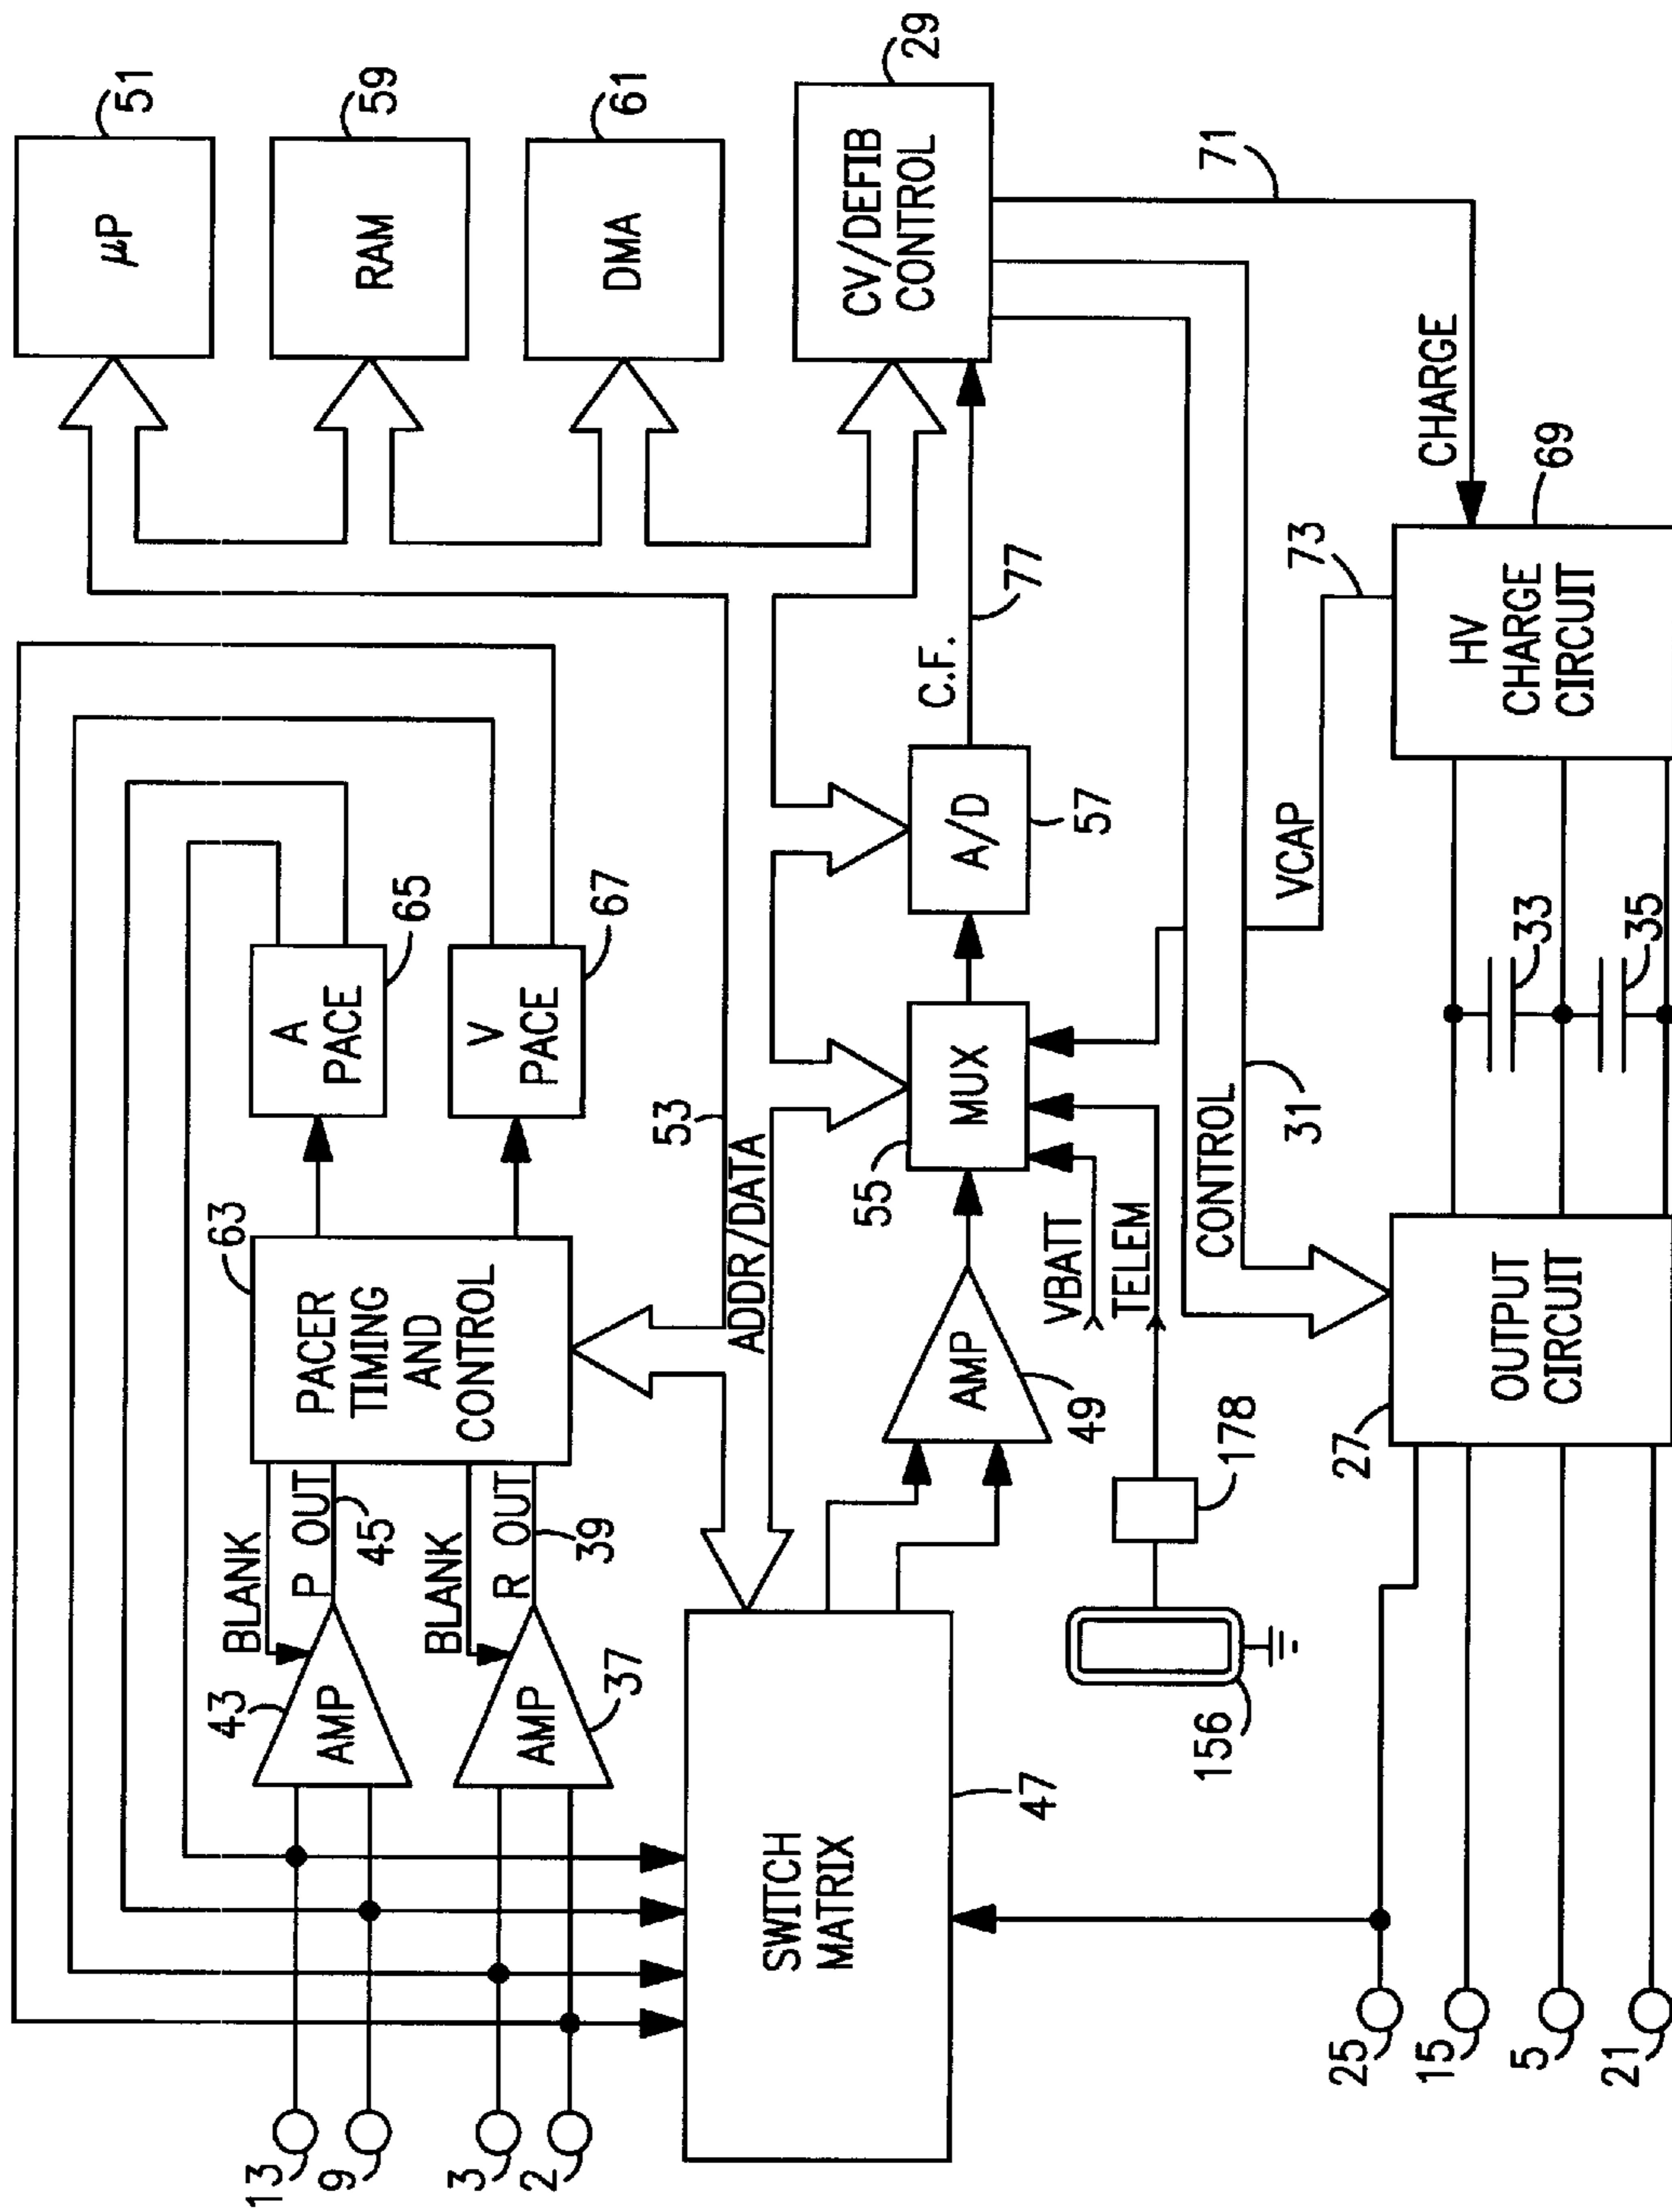 51
μP
59
RAM
61
DMA
29
CV/DEFIB
CONTROL
71
CHARGE
69
HV
CHARGE
CIRCUIT
73
VCAP
77
C.F.
57
A/D
55
MUX
VBATT
TELEM
CONTROL
31
33
35
65
A
PACE
67
V
PACE
53
ADDR/DATA
63
PACER
TIMING
AND
CONTROL
BLANK
P OUT
45
BLANK
R OUT
39
43
AMP
37
AMP
AMP
49
178
156
27
OUTPUT
CIRCUIT
SWITCH
MATRIX
47
13
9
3
2
25
15
5
21